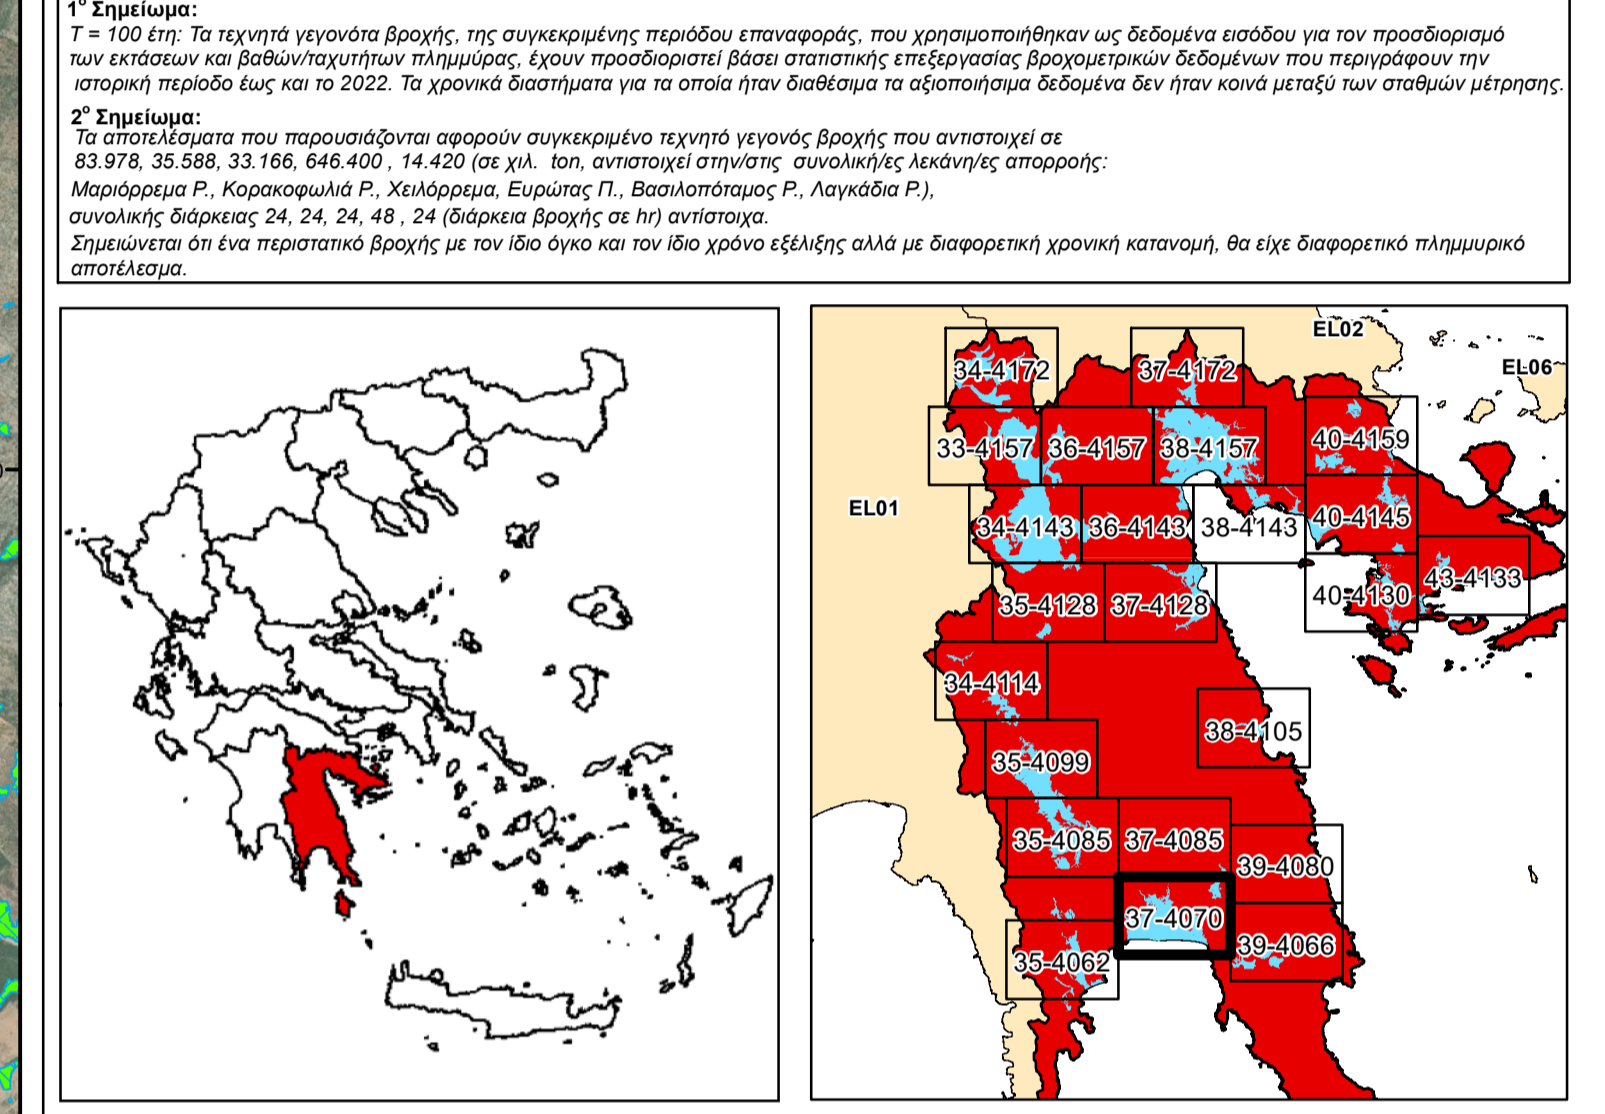 1º Σημείωμα:
T = 100 έτη: Τα τεχνητά γεγονότα βροχής, της συγκεκριμένης περιόδου επαναφοράς, που χρησιμοποιήθηκαν ως δεδομένα εισόδου για τον προσδιορισμό
των εκτάσεων και βαθών/ταχυτήτων πλημμύρας, έχουν προσδιοριστεί βάσει στατιστικής επεξεργασίας βροχομετρικών δεδομένων που περιγράφουν την
ιστορική περίοδο έως και το 2022. Τα χρονικά διαστήματα για τα οποία ήταν διαθέσιμα τα αξιοποιήσιμα δεδομένα δεν ήταν κοινά μεταξύ των σταθμών μέτρησης.
2º Σημείωμα:
Τα αποτελέσματα που παρουσιάζονται αφορούν συγκεκριμένο τεχνητό γεγονός βροχής που αντιστοιχεί σε
83.978, 35.588, 33.166, 646.400 , 14.420 (σε χιλ. ton, αντιστοιχεί στην/στις συνολική/ες λεκάνη/ες απορροής:
Μαριόρρεμα Ρ., Κορακοφωλιά Ρ., Χειλόρρεμα, Ευρώτας Π., Βασιλοπόταμος Ρ., Λαγκάδια Ρ.),
συνολικής διάρκειας 24, 24, 24, 48 , 24 (διάρκεια βροχής σε hr) αντίστοιχα.
Σημειώνεται ότι ένα περιστατικό βροχής με τον ίδιο όγκο και τον ίδιο χρόνο εξέλιξης αλλά με διαφορετική χρονική κατανομή, θα είχε διαφορετικό πλημμυρικό
αποτέλεσμα.
EL02
EL06
34-4172
37-4172
33-4157
36-4157
38-4157
40-4159
EL01
34-4143
36-4143
38-4143
40-4145
35-4128
37-4128
40-4130
43-4133
34-4114
38-4105
35-4099
35-4085
37-4085
39-4080
37-4070
39-4066
35-4062